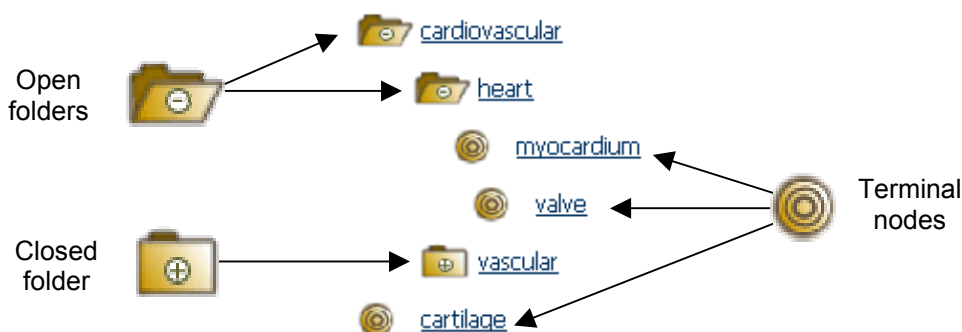 cardiovascular
Open
folders
heart
myocardium
valve
Terminal
nodes
Closed
folder
vascular
cartilage